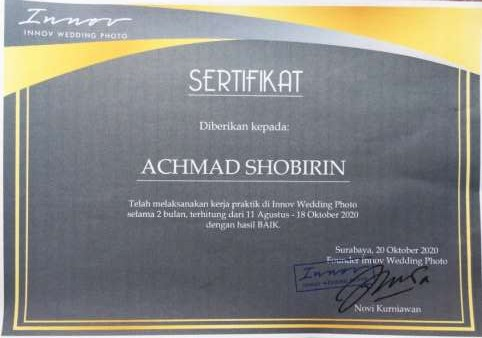 Innov
INNOV WEDDING PHOTO
SERTIFIKAT
Diberikan kepada:
ACHMAD SHOBIRIN
Telah melaksanakan kerja praktik di Innov Wedding Photo
selama 2 bulan, terhitung dari 11 Agustus - 18 Oktober 2020
dengan hasil BAIK.
Surabaya, 20 Oktober 2020
Founder innov Wedding Photo
Innov
INNOV WEDDING
Novi Kurniawan